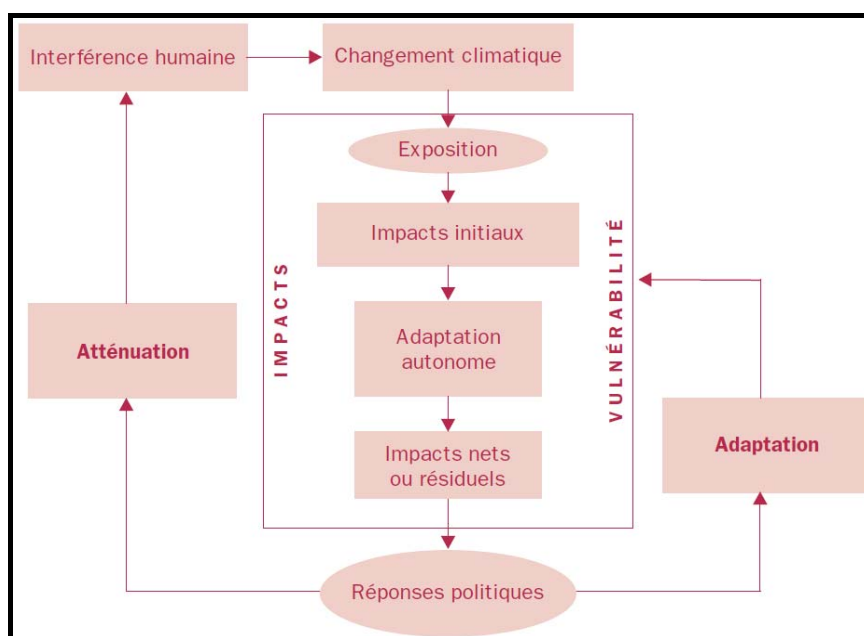 Interférence humaine
Changement climatique
Exposition
Impacts initiaux
IMPACTS
VULNÉRABILITÉ
Adaptation
autonome
Atténuation
Impacts nets
ou résiduels
Adaptation
Réponses politiques